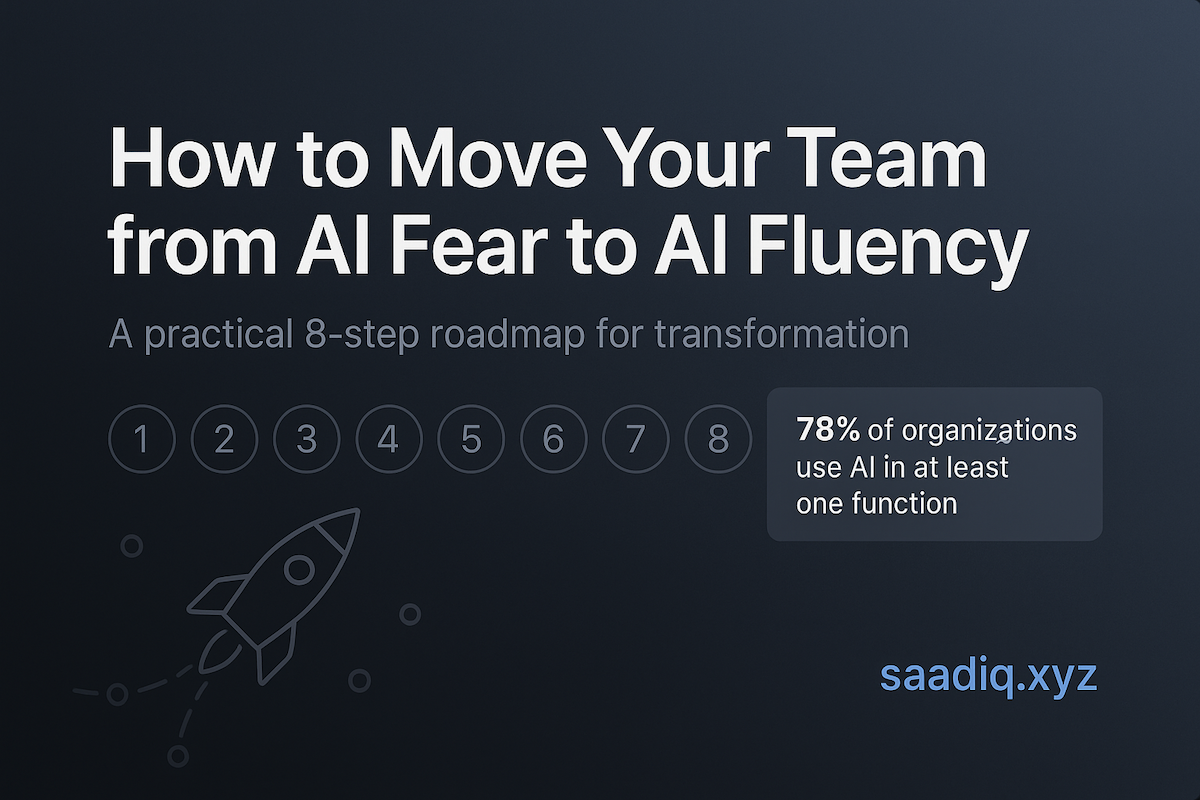 How to Move Your Team
from AI Fear to AI Fluency
A practical 8-step roadmap for transformation
1 2 3 4 5 6 7 8
78% of organizations
use AI in at least
one function
saadiq.xyz